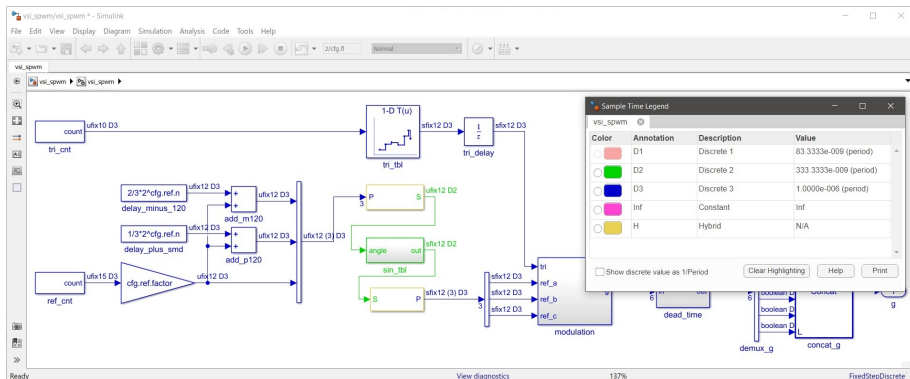 vsi_spwm/vsi_spwm * - Simulink
File Edit View Display Diagram Simulation Analysis Code Tools Help
2/cfg.fl Normal
vsi_spwm
vsi_spwm vsi_spwm
count
ufix10 D3
tri_cnt
1-D T(u)
tri_tbl
sfix12 D3
1
z
tri_delay
sfix12 D3
2/3*2^cfg.ref.n
delay_minus_120
ufix12 D3
add_m120
ufix12 D3
1/3*2^cfg.ref.n
delay_plus_smd
ufix12 D3
add_p120
ufix12 D3
ufix12 (3) D3
3
P S
ufix12 D2
angle out
sin_tbl
sfix12 D2
S P
sfix12 (3) D3
3
count
ref_cnt
ufix15 D3
cfg.ref.factor
ufix12 D3
sfix12 D3
sfix12 D3
sfix12 D3
tri
ref_a
ref_b
ref_c
g
modulation
6
dead_time
6
boolean D
boolean D
boolean D
L
demux_g
concat_g
g
Sample Time Legend
vsi_spwm
Color Annotation Description Value
D1 Discrete 1 83.3333e-009 (period)
D2 Discrete 2 333.3333e-009 (period)
D3 Discrete 3 1.0000e-006 (period)
Inf Constant Inf
H Hybrid N/A
Show discrete value as 1/Period
Clear Highlighting Help Print
Ready View diagnostics 137% FixedStepDiscrete